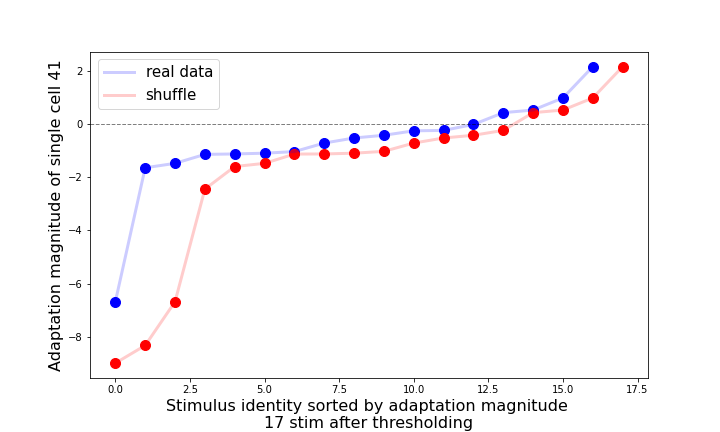 real data
shuffle
Adaptation magnitude of single cell 41
2
0
−2
−4
−6
−8
0.0 2.5 5.0 7.5 10.0 12.5 15.0 17.5
Stimulus identity sorted by adaptation magnitude
17 stim after thresholding